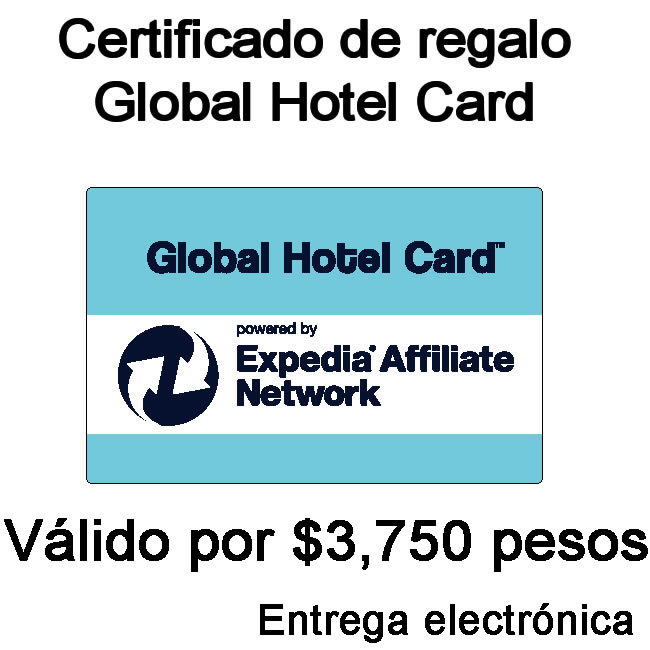 Certificado de regalo
Global Hotel Card
Global Hotel Card™
powered by
Expedia® Affiliate
Network
Válido por $3,750 pesos
Entrega electrónica